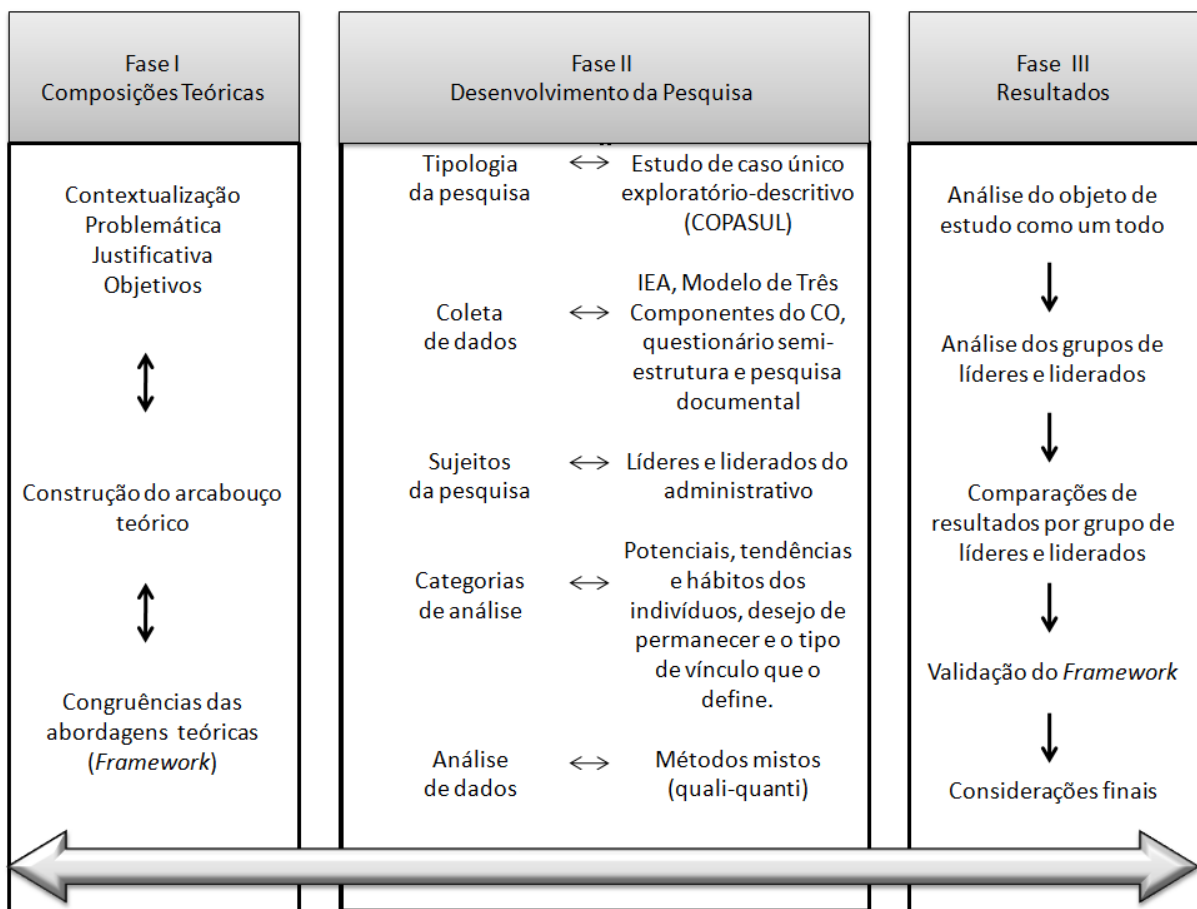 Fase I
Composições Teóricas
Contextualização
Problemática
Justificativa
Objetivos
Construção do arcabouço
teórico
Congruências das
abordagens teóricas
(Framework)
Fase II
Desenvolvimento da Pesquisa
Tipologia
da pesquisa
Estudo de caso único
exploratório-descritivo
(COPASUL)
Coleta
de dados
IEA, Modelo de Três
Componentes do CO,
questionário semi-
estrutura e pesquisa
documental
Sujeitos
da pesquisa
Líderes e liderados do
administrativo
Categorias
de análise
Potenciais, tendências
e hábitos dos
indivíduos, desejo de
permanecer e o tipo
de vínculo que o
define.
Análise
de dados
Métodos mistos
(quali-quanti)
Fase III
Resultados
Análise do objeto de
estudo como um todo
Análise dos grupos de
líderes e liderados
Comparações de
resultados por grupo de
líderes e liderados
Validação do Framework
Considerações finais